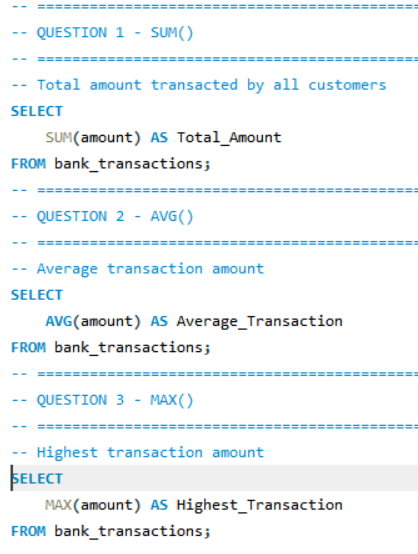 -- ================================================
-- QUESTION 1 - SUM()
-- ================================================
-- Total amount transacted by all customers
SELECT
    SUM(amount) AS Total_Amount
FROM bank_transactions;
-- ================================================
-- QUESTION 2 - AVG()
-- ================================================
-- Average transaction amount
SELECT
    AVG(amount) AS Average_Transaction
FROM bank_transactions;
-- ================================================
-- QUESTION 3 - MAX()
-- ================================================
-- Highest transaction amount
SELECT
    MAX(amount) AS Highest_Transaction
FROM bank_transactions;